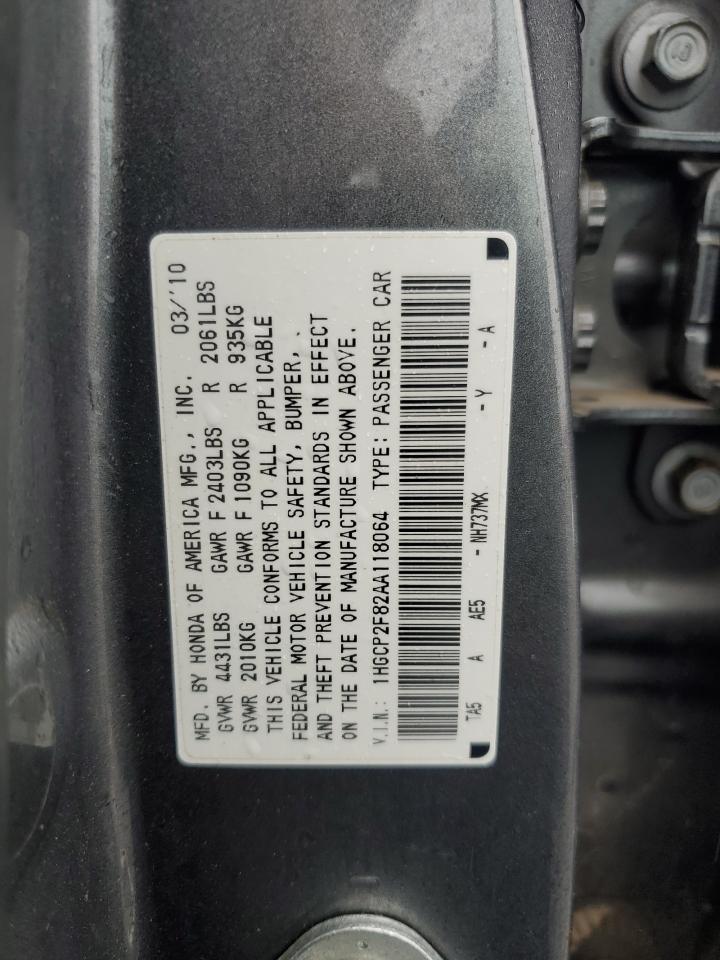 MFD. BY HONDA OF AMERICA MFG., INC. 03/'10
GVWR 4431LBS GAWR F 2403LBS R 2061LBS
GVWR 2010KG GAWR F 1090KG R 935KG
THIS VEHICLE CONFORMS TO ALL APPLICABLE
FEDERAL MOTOR VEHICLE SAFETY, BUMPER,
AND THEFT PREVENTION STANDARDS IN EFFECT
ON THE DATE OF MANUFACTURE SHOWN ABOVE.
V.I.N.: 1HGCP2F82AA118064 TYPE: PASSENGER CAR
TA5 A AE5 - NH737MX - Y - A